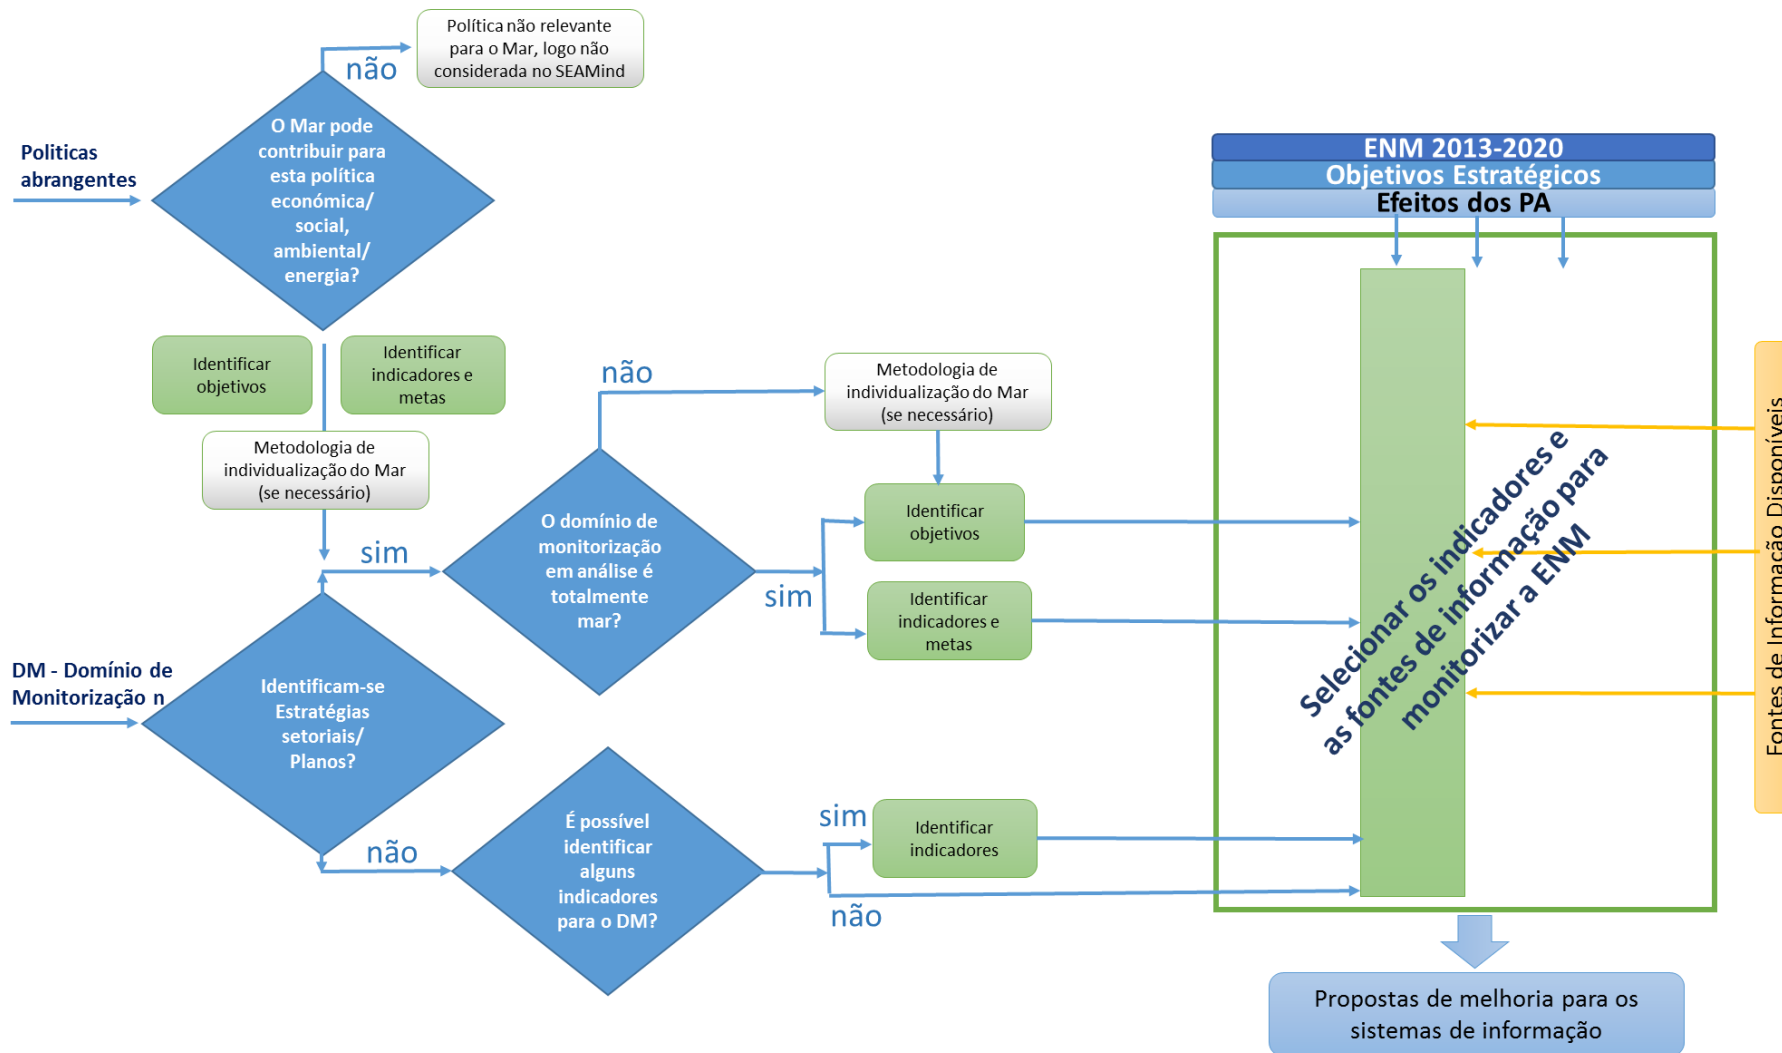 Política não relevante
para o Mar, logo não
considerada no SEAMind
não
O Mar pode
contribuir para
esta política
económica/
social,
ambiental/
energia?
Politicas
abrangentes
ENM 2013-2020
Objetivos Estratégicos
Efeitos dos PA
Identificar
objetivos
Identificar
indicadores e
metas
Metodologia de
individualização do Mar
(se necessário)
não
Metodologia de
individualização do Mar
(se necessário)
sim
O domínio de
monitorização
em análise é
totalmente
mar?
sim
Identificar
objetivos
Identificar
indicadores e
metas
DM - Domínio de
Monitorização n
Identificam-se
Estratégias
setoriais/
Planos?
não
É possível
identificar
alguns
indicadores
para o DM?
sim
Identificar
indicadores
não
Selecionar os indicadores e
as fontes de informação para
monitorizar a ENM
Fontes de Informação Disponíveis
Propostas de melhoria para os
sistemas de informação